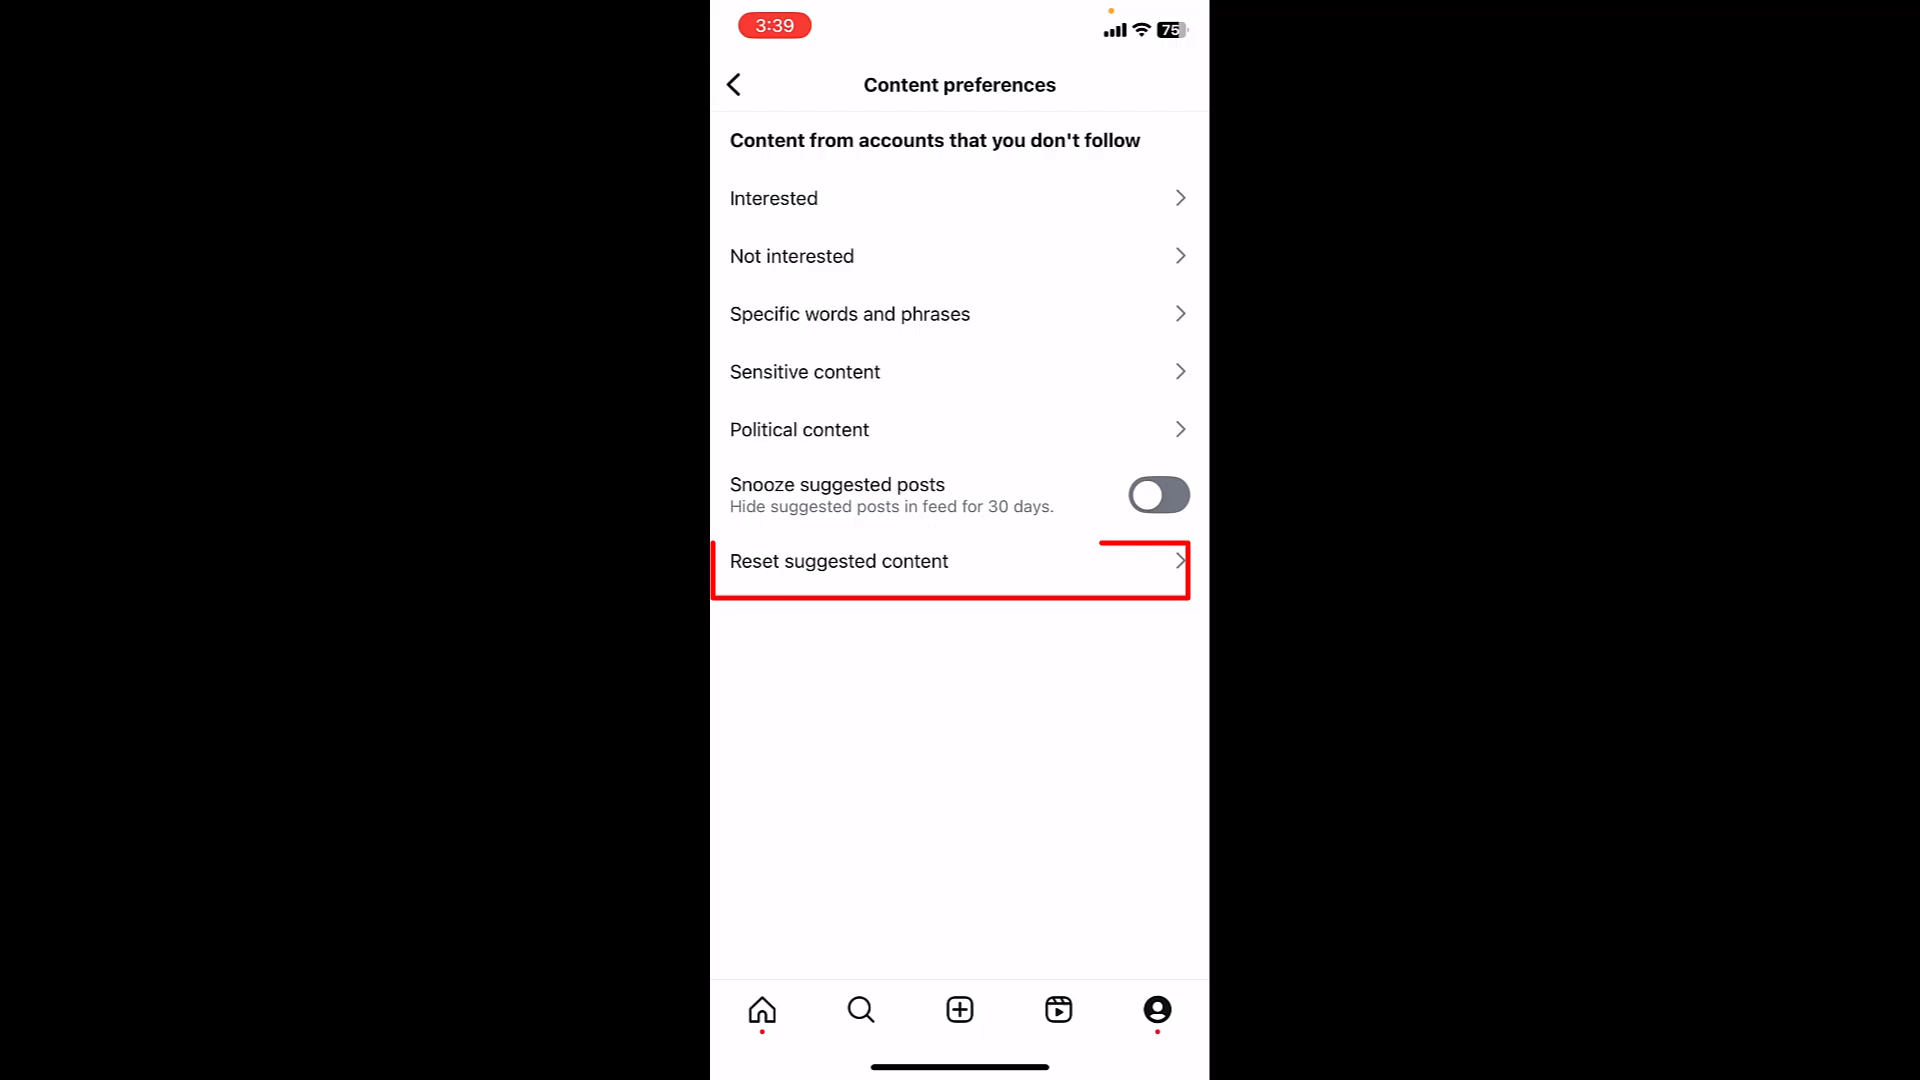 3:39
75
Content preferences
Content from accounts that you don't follow
Interested
Not interested
Specific words and phrases
Sensitive content
Political content
Snooze suggested posts
Hide suggested posts in feed for 30 days.
Reset suggested content